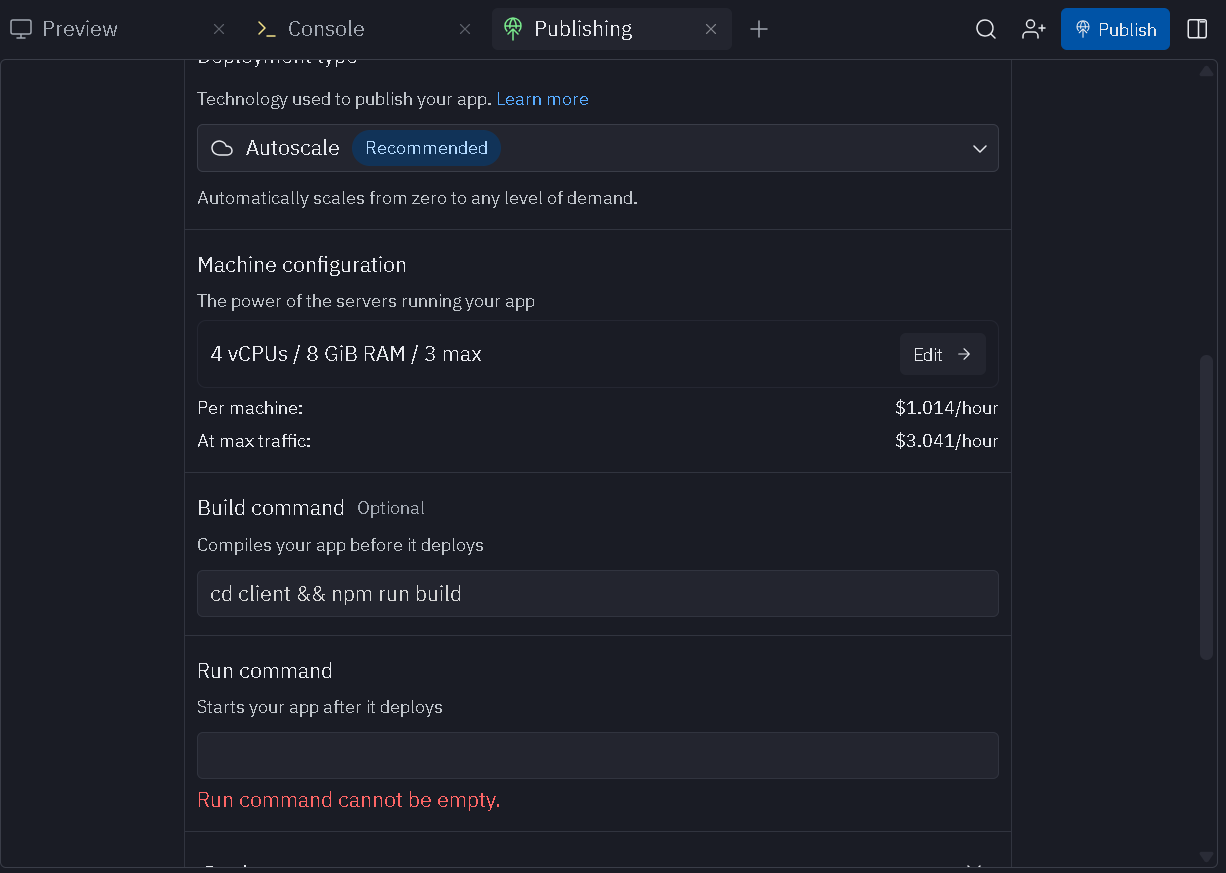 Preview
Console
Publishing
Publish
Deployment type
Technology used to publish your app. Learn more
Autoscale Recommended
Automatically scales from zero to any level of demand.
Machine configuration
The power of the servers running your app
4 vCPUs / 8 GiB RAM / 3 max
Edit
Per machine: $1.014/hour
At max traffic: $3.041/hour
Build command Optional
Compiles your app before it deploys
cd client && npm run build
Run command
Starts your app after it deploys
Run command cannot be empty.